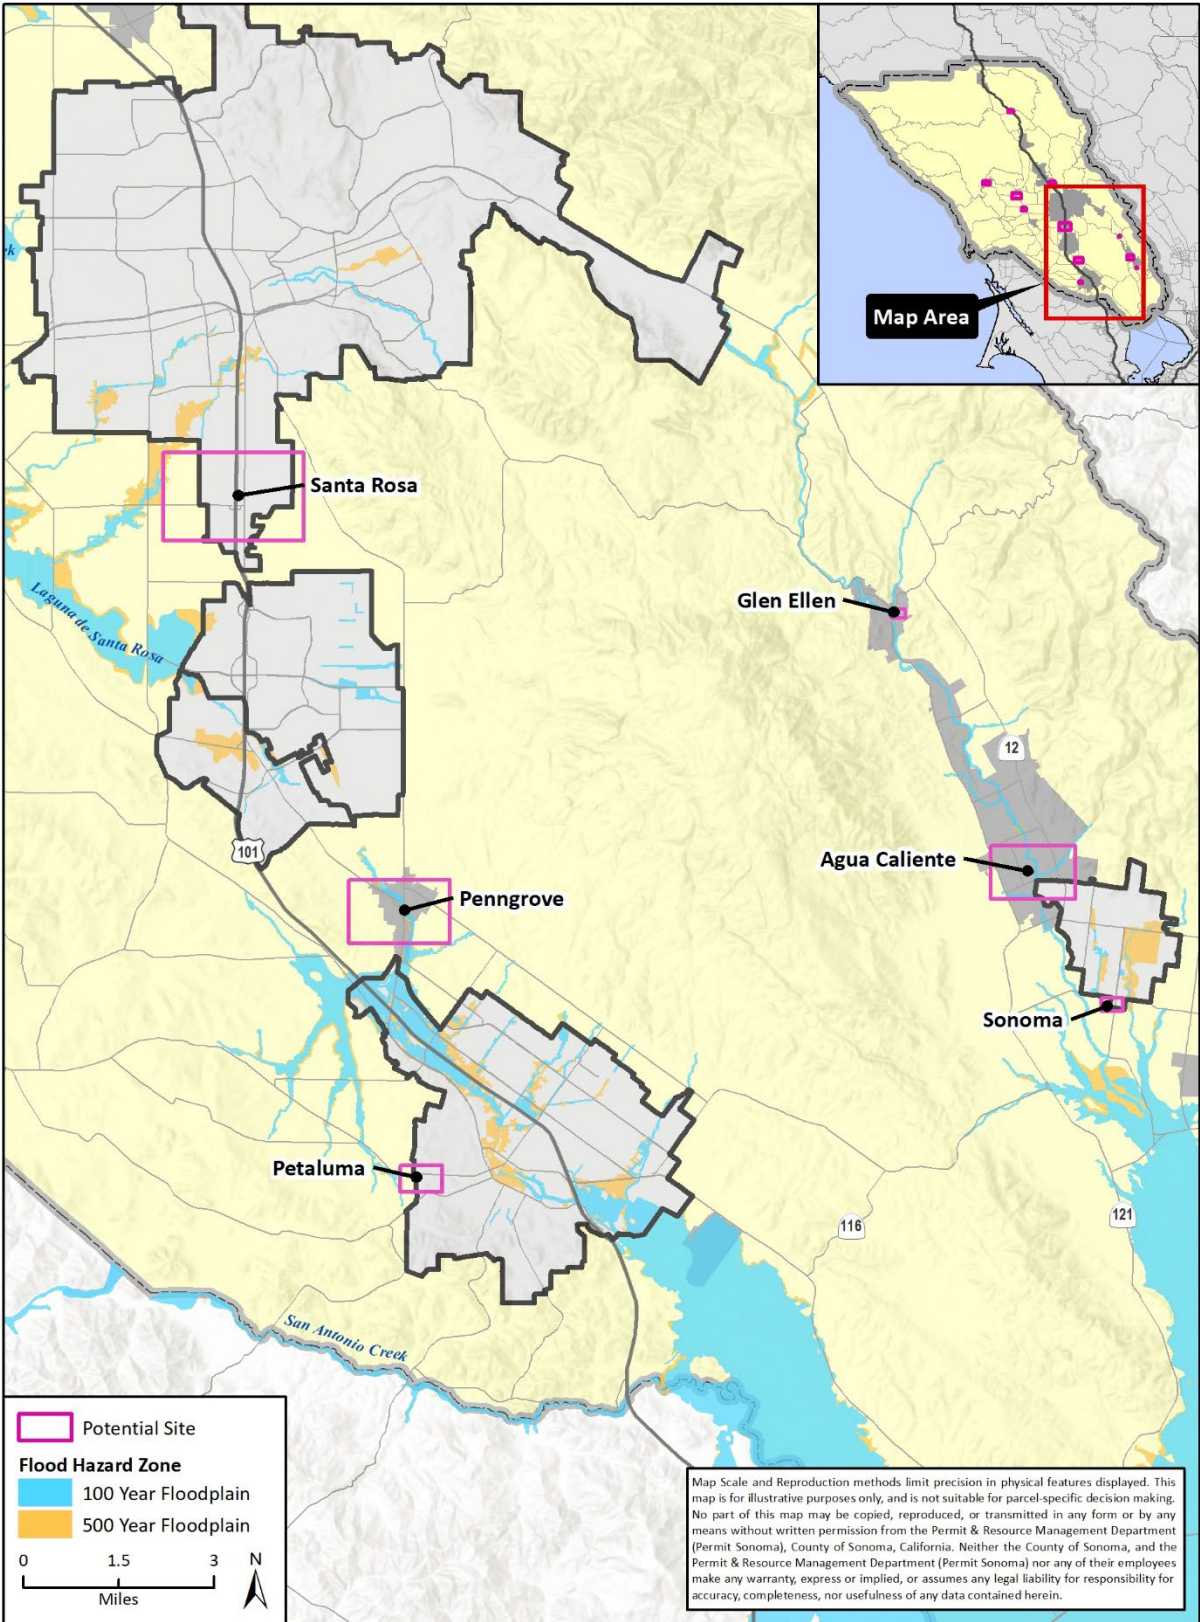 Map Area
k
Santa Rosa
Laguna de Santa Rosa
Glen Ellen
12
101
Agua Caliente
Penngrove
Sonoma
Petaluma
116
121
San Antonio Creek
Potential Site
Flood Hazard Zone
100 Year Floodplain
500 Year Floodplain
0 1.5 3
Miles
N
Map Scale and Reproduction methods limit precision in physical features displayed. This
map is for illustrative purposes only, and is not suitable for parcel-specific decision making.
No part of this map may be copied, reproduced, or transmitted in any form or by any
means without written permission from the Permit & Resource Management Department
(Permit Sonoma), County of Sonoma, California. Neither the County of Sonoma, and the
Permit & Resource Management Department (Permit Sonoma) nor any of their employees
make any warranty, express or implied, or assumes any legal liability for responsibility for
accuracy, completeness, nor usefulness of any data contained herein.